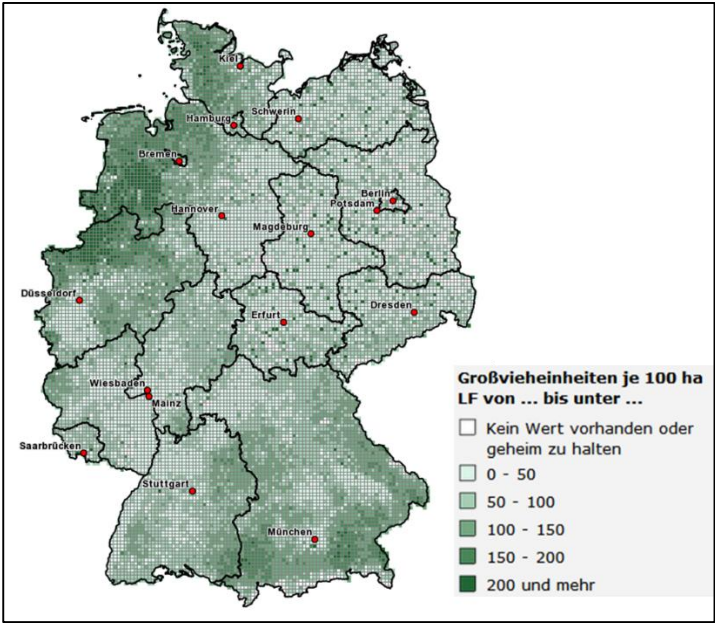 Kiel
Schwerin
Hamburg
Bremen
Berlin
Potsdam
Hannover
Magdeburg
Düsseldorf
Dresden
Erfurt
Wiesbaden
Mainz
Saarbrücken
Stuttgart
München
Großvieheinheiten je 100 ha
LF von ... bis unter ...
Kein Wert vorhanden oder
geheim zu halten
0 - 50
50 - 100
100 - 150
150 - 200
200 und mehr